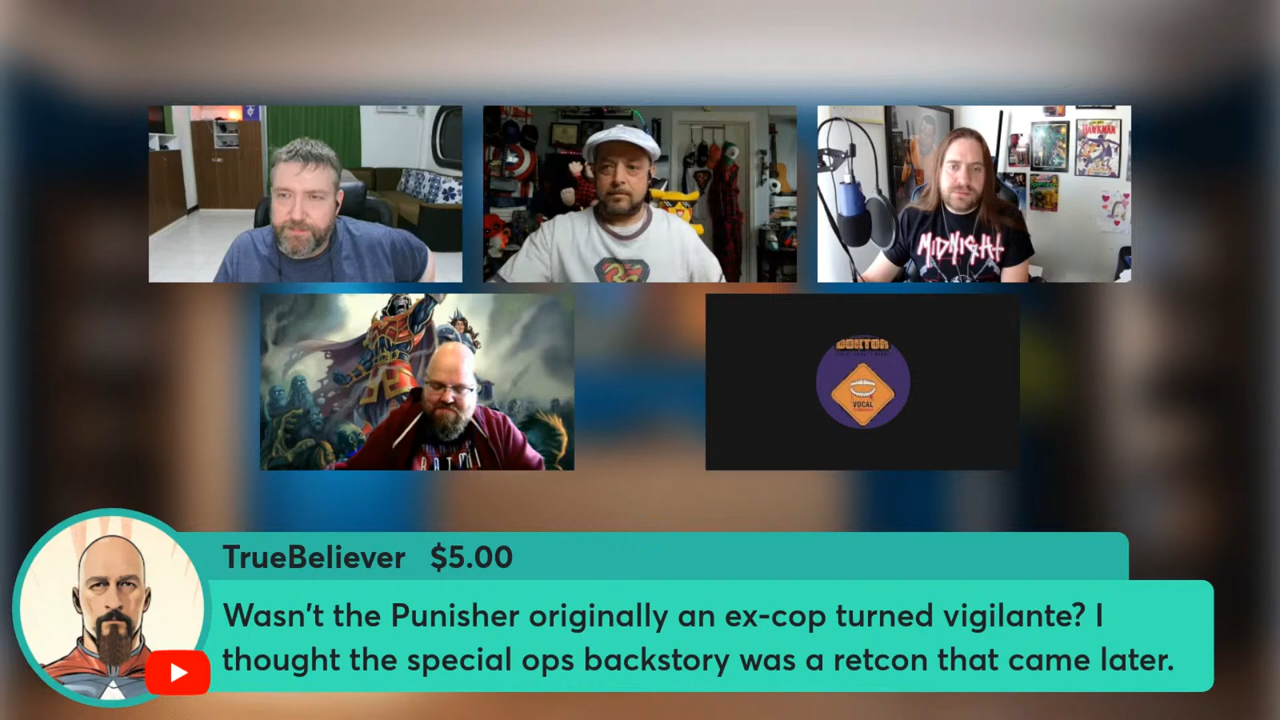 HAWKMAN
MIDNIGHT
DOKTOR
VOCAL
TrueBeliever $5.00
Wasn't the Punisher originally an ex-cop turned vigilante? I
thought the special ops backstory was a retcon that came later.